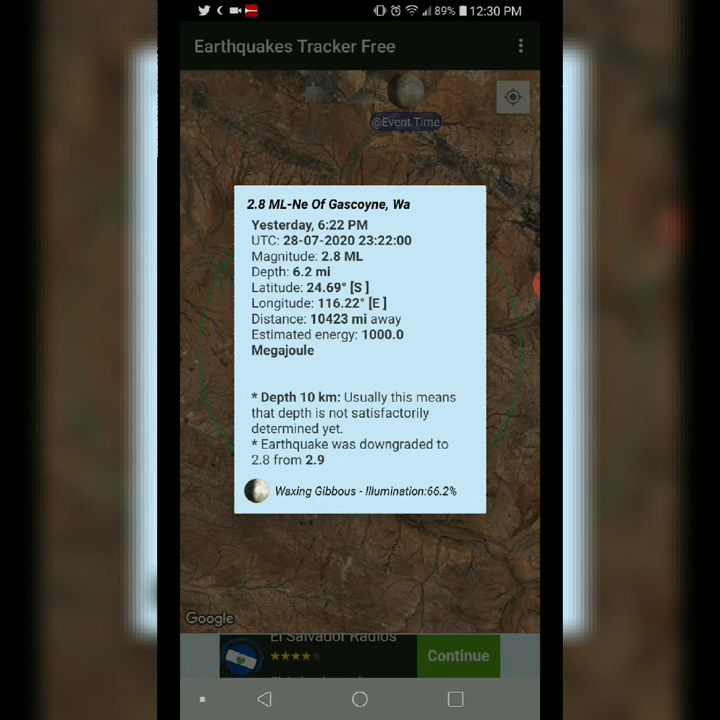 89% 12:30 PM
Earthquakes Tracker Free
@Event Time
2.8 ML-Ne Of Gascoyne, Wa
Yesterday, 6:22 PM
UTC: 28-07-2020 23:22:00
Magnitude: 2.8 ML
Depth: 6.2 mi
Latitude: 24.69° [S ]
Longitude: 116.22° [E ]
Distance: 10423 mi away
Estimated energy: 1000.0
Megajoule
* Depth 10 km: Usually this means
that depth is not satisfactorily
determined yet.
* Earthquake was downgraded to
2.8 from 2.9
Waxing Gibbous - Illumination:66.2%
Google
El Salvador Radios
Continue